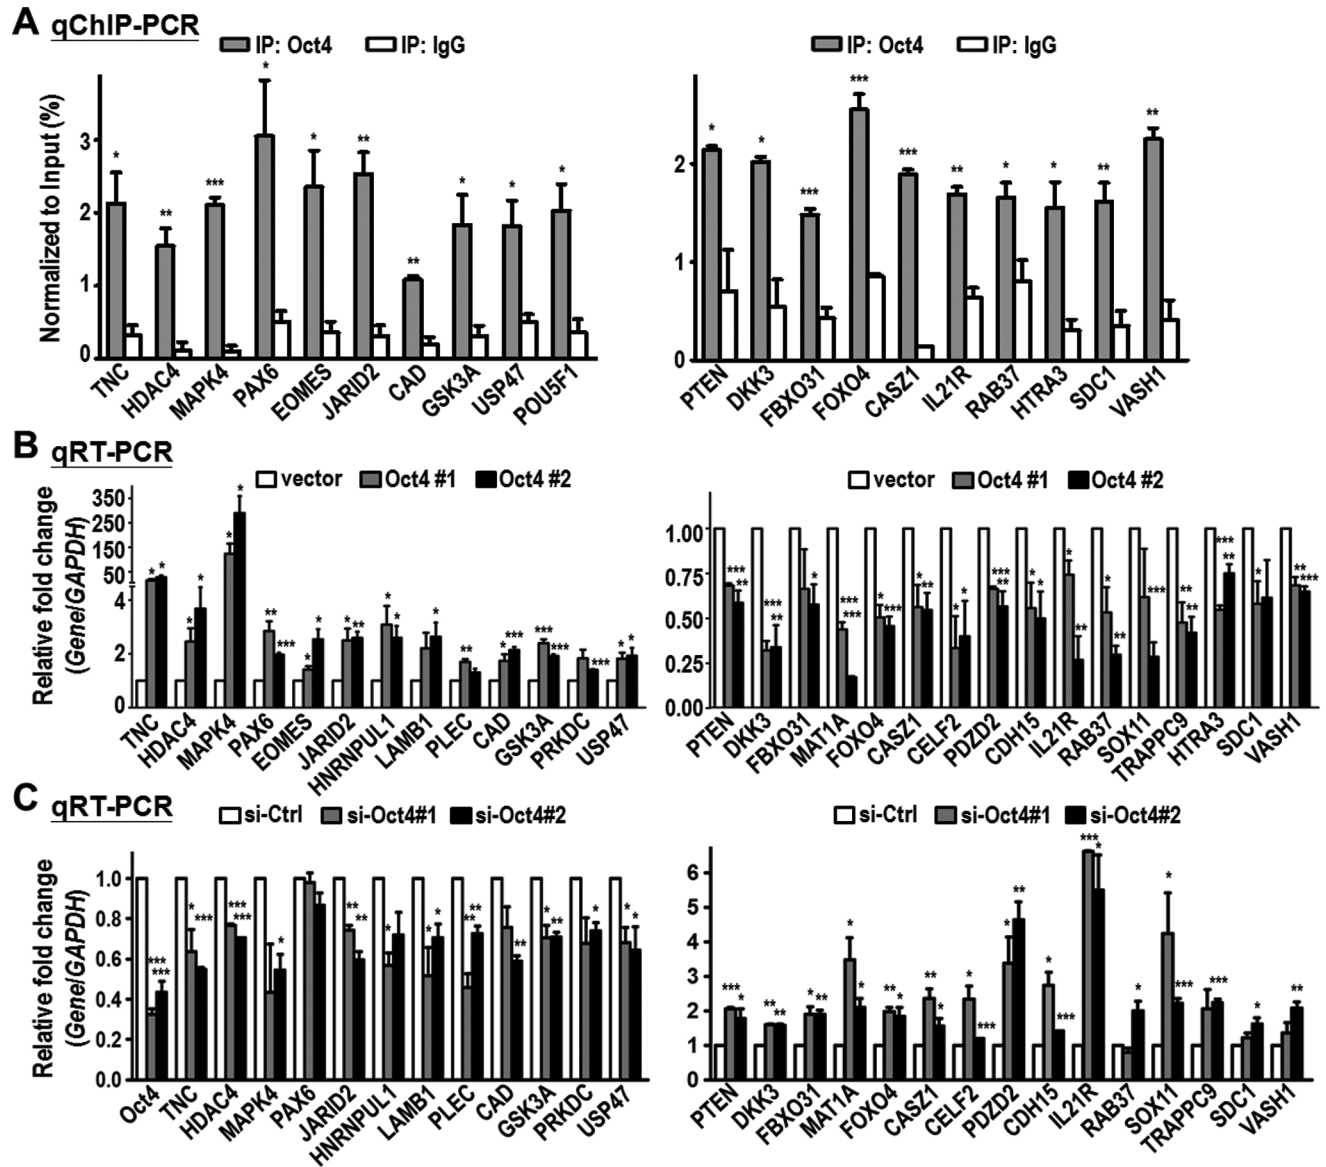 A qChIP-PCR
IP: Oct4 IP: IgG
IP: Oct4 IP: IgG
Normalized to Input (%)
3
2
1
0
* ** *** * * ** ** * * *
TNC HDAC4 MAPK4 PAX6 EOMES JARID2 CAD GSK3A USP47 POU5F1
2
1
0
* * *** *** *** ** * * ** **
PTEN DKK3 FBXO31 FOXO4 CASZ1 IL21R RAB37 HTRA3 SDC1 VASH1
B qRT-PCR
vector Oct4 #1 Oct4 #2
vector Oct4 #1 Oct4 #2
Relative fold change
(Gene/GAPDH)
350
250
150
50
4
2
0
* * * * * * ** *** * * * ** * * * ** * *** *** *** *** * *
TNC HDAC4 MAPK4 PAX6 EOMES JARID2 HNRNPUL1 LAMB1 PLEC CAD GSK3A PRKDC USP47
1.00
0.75
0.50
0.25
0.00
*** ** *** ** * *** *** * *** * ** * * *** ** * * * ** * ** *** ** ** *** ** * ** ***
PTEN DKK3 FBXO31 MAT1A FOXO4 CASZ1 CELF2 PDZD2 CDH15 IL21R RAB37 SOX11 TRAPPC9 HTRA3 SDC1 VASH1
C qRT-PCR
si-Ctrl si-Oct4#1 si-Oct4#2
si-Ctrl si-Oct4#1 si-Oct4#2
Relative fold change
(Gene/GAPDH)
1.0
0.8
0.6
0.4
0.2
0.0
*** *** * *** *** *** * ** ** * * * ** ** ** * ** * * *
Oct4 TNC HDAC4 MAPK4 PAX6 JARID2 HNRNPUL1 LAMB1 PLEC CAD GSK3A PRKDC USP47
6
5
4
3
2
1
0
*** * ** ** * ** * * ** * ** * * *** * ** * *** *** * * * *** *** * **
PTEN DKK3 FBXO31 MAT1A FOXO4 CASZ1 CELF2 PDZD2 CDH15 IL21R RAB37 SOX11 TRAPPC9 SDC1 VASH1